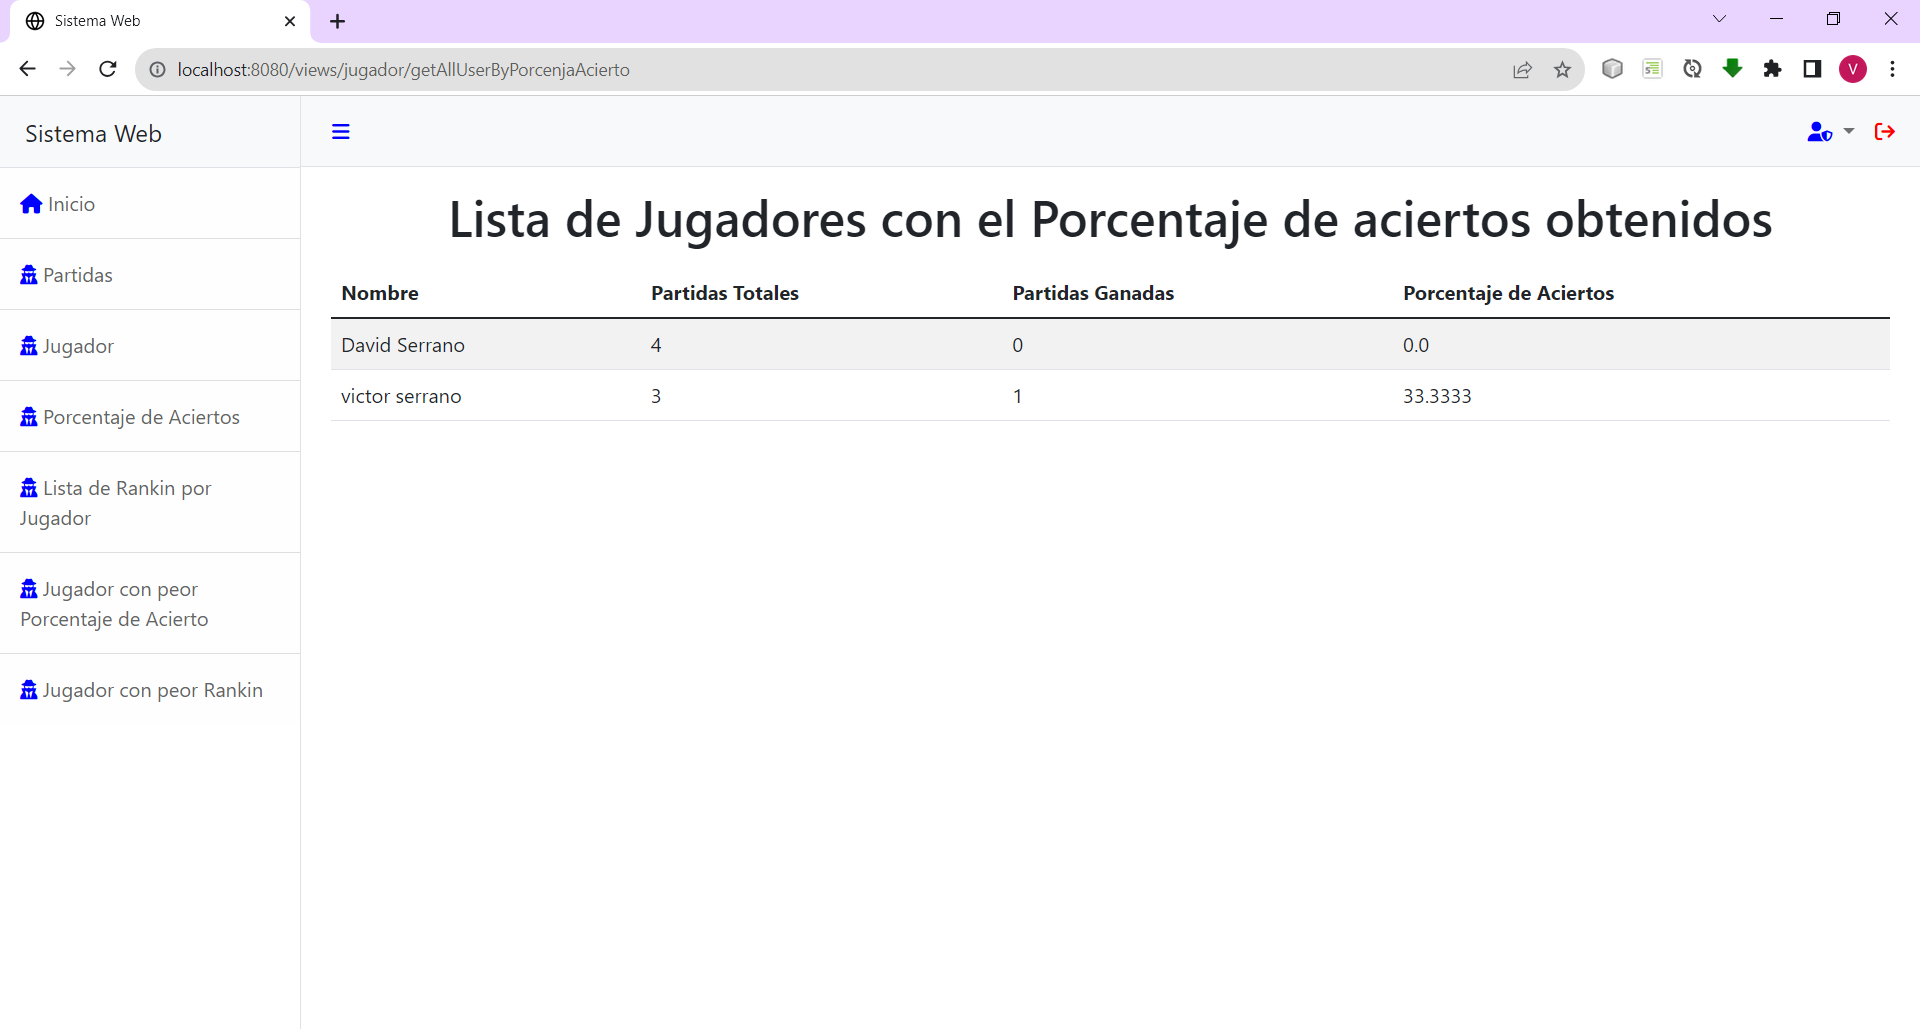 Sistema Web
localhost:8080/views/jugador/getAllUserByPorcenjaAcierto
V
Sistema Web
Inicio
Partidas
Jugador
Porcentaje de Aciertos
Lista de Rankin por
Jugador
Jugador con peor
Porcentaje de Acierto
Jugador con peor Rankin
Lista de Jugadores con el Porcentaje de aciertos obtenidos
Nombre Partidas Totales Partidas Ganadas Porcentaje de Aciertos
David Serrano 4 0 0.0
victor serrano 3 1 33.3333